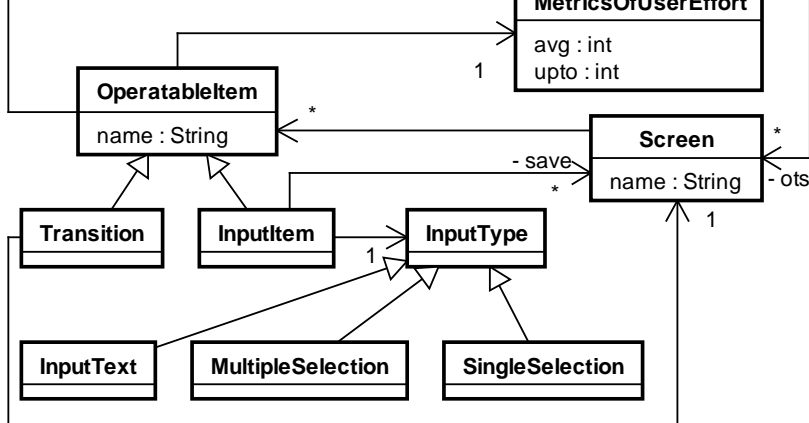 MetricsOfUserEffort
avg : int
upto : int
1
OperatableItem
name : String
*
Screen
name : String
*
- ots
- save
*
1
Transition
InputItem
1
InputType
InputText
MultipleSelection
SingleSelection